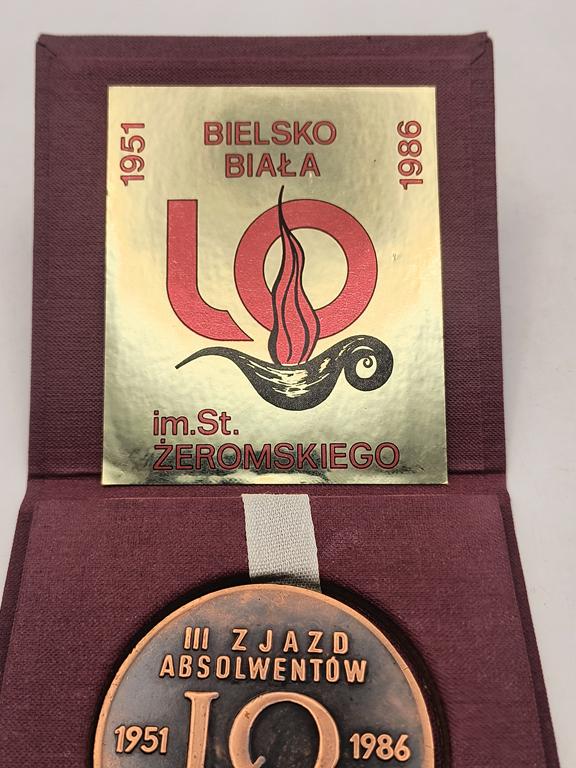 1951
BIELSKO
BIAŁA
1986
LO
im.St.
ŻEROMSKIEGO
III ZJAZD
ABSOLWENTÓW
LO
1951
1986